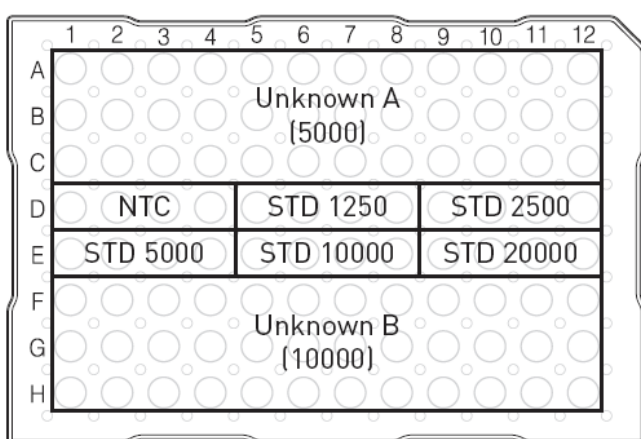 1 2 3 4 5 6 7 8 9 10 11 12
A
Unknown A
B
(5000)
C
D NTC STD 1250 STD 2500
E STD 5000 STD 10000 STD 20000
F
Unknown B
G
(10000)
H